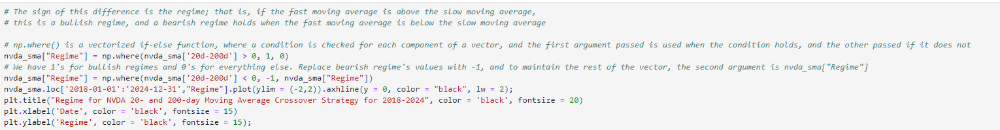 # The sign of this difference is the regime; that is, if the fast moving average is above the slow moving average,
# this is a bullish regime, and a bearish regime holds when the fast moving average is below the slow moving average
# np.where() is a vectorized if-else function, where a condition is checked for each component of a vector, and the first argument passed is used when the condition holds, and the other passed if it does not
nvda_sma["Regime"] = np.where(nvda_sma['20d-200d'] > 0, 1, 0)
# We have 1's for bullish regimes and 0's for everything else. Replace bearish regime's values with -1, and to maintain the rest of the vector, the second argument is nvda_sma["Regime"]
nvda_sma["Regime"] = np.where(nvda_sma['20d-200d'] < 0, -1, nvda_sma["Regime"])
nvda_sma.loc['2018-01-01':'2024-12-31',"Regime"].plot(ylim = (-2,2)).axhline(y = 0, color = "black", lw = 2);
plt.title("Regime for NVDA 20- and 200-day Moving Average Crossover Strategy for 2018-2024", color = 'black', fontsize = 20)
plt.xlabel('Date', color = 'black', fontsize = 15)
plt.ylabel('Regime', color = 'black', fontsize = 15);